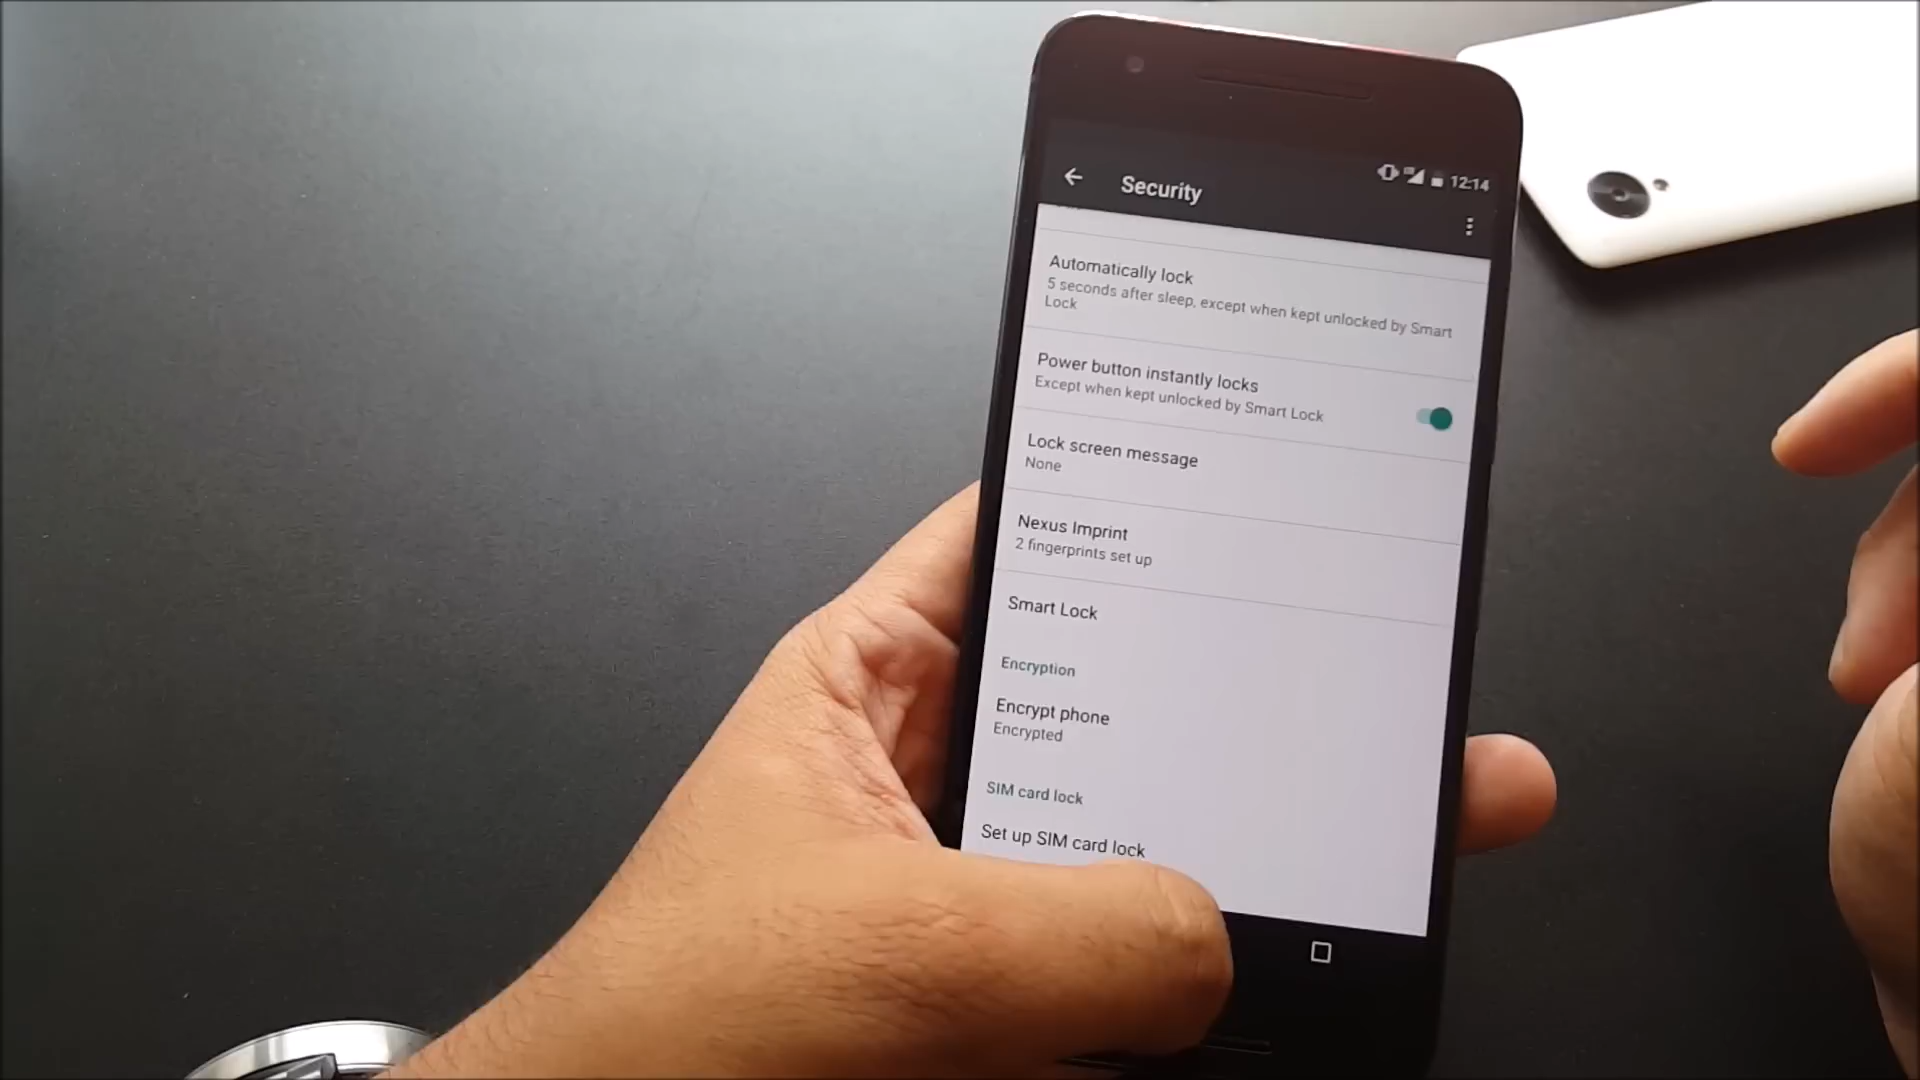 12:14
Security
Automatically lock
5 seconds after sleep, except when kept unlocked by Smart
Lock
Power button instantly locks
Except when kept unlocked by Smart Lock
Lock screen message
None
Nexus Imprint
2 fingerprints set up
Smart Lock
Encryption
Encrypt phone
Encrypted
SIM card lock
Set up SIM card lock